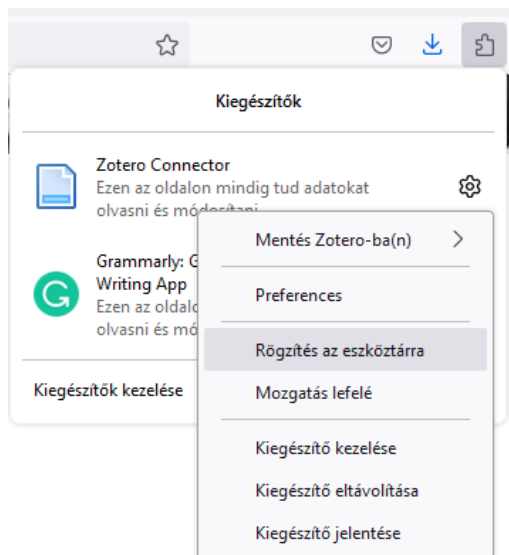 Kiegészítők
Zotero Connector
Ezen az oldalon mindig tud adatokat
olvasni és módosítani
Mentés Zotero-ba(n)
Grammarly: G
Writing App
Ezen az oldalo
olvasni és mó
Preferences
Rögzítés az eszköztárra
Kiegészítők kezelése
Mozgatás lefelé
Kiegészítő kezelése
Kiegészítő eltávolítása
Kiegészítő jelentése